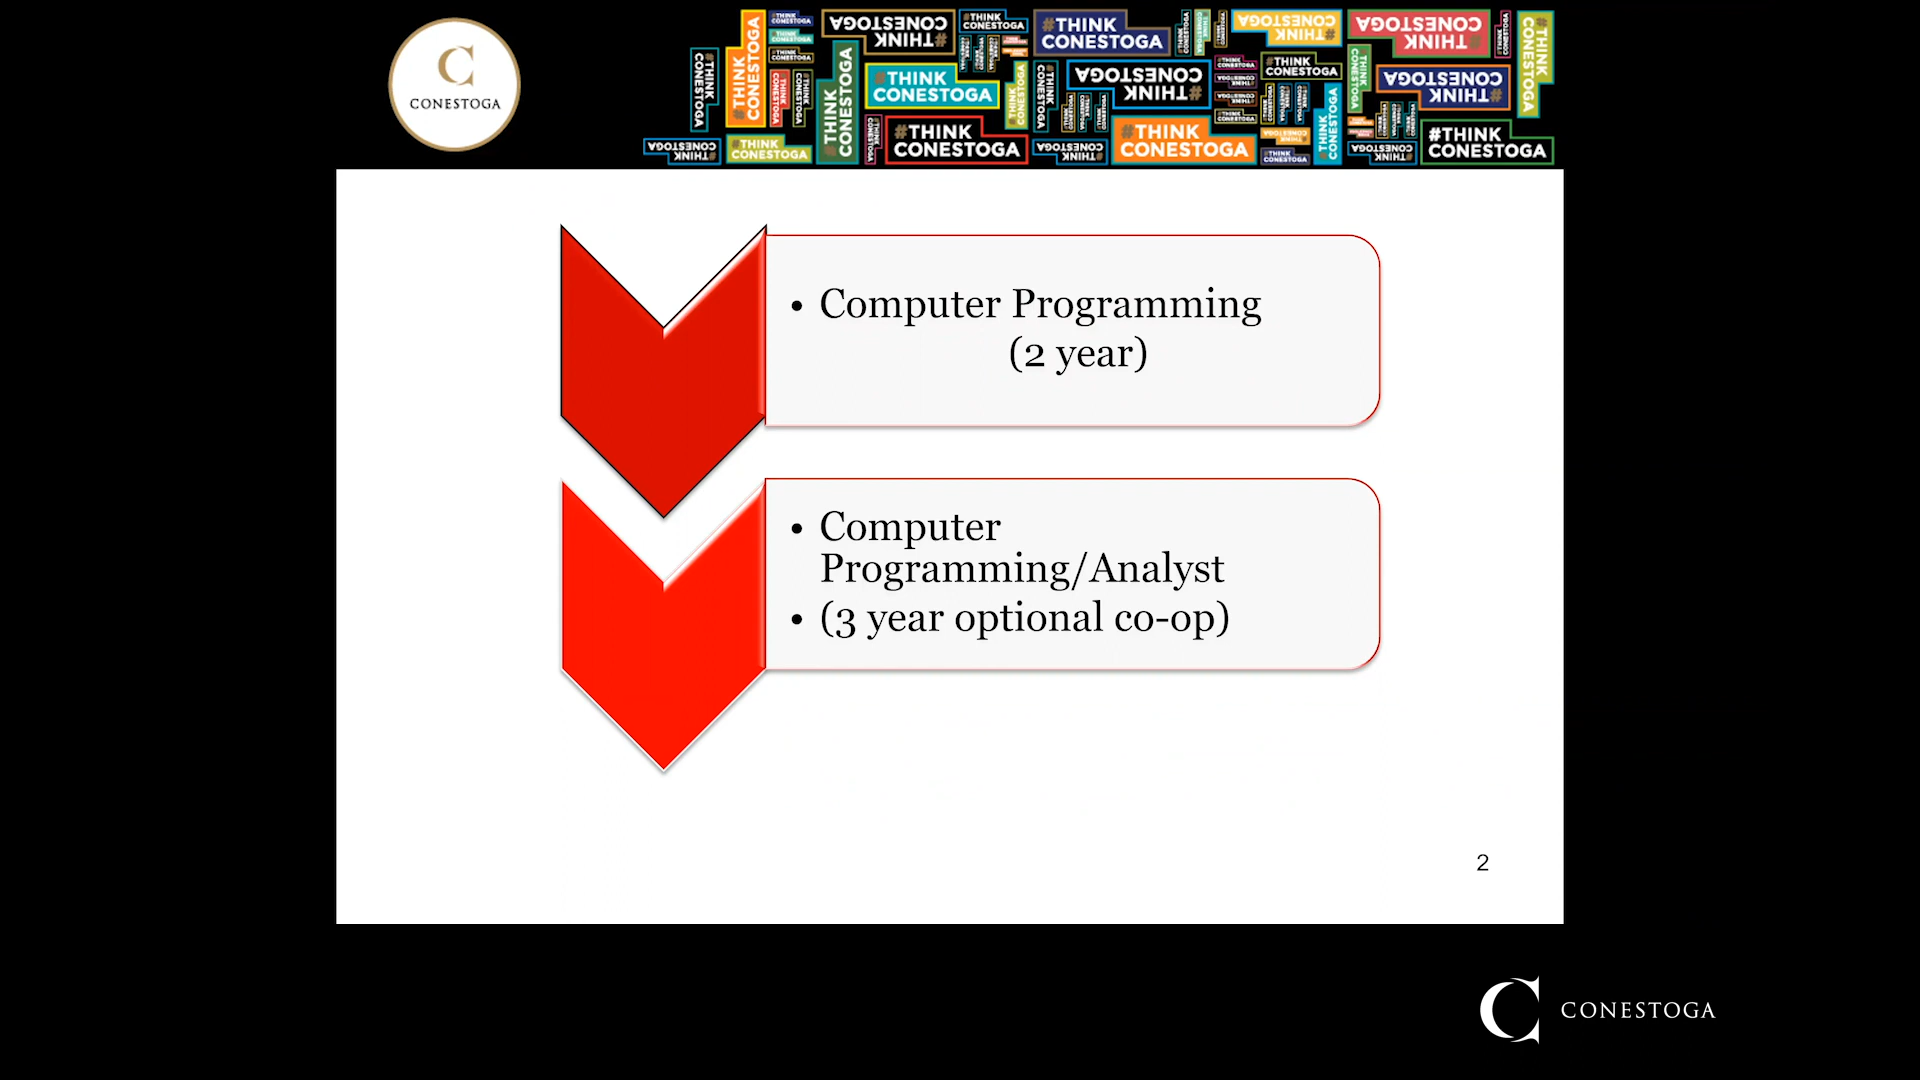 CONESTOGA
#THINK
CONESTOGA
#THINK
CONESTOGA
#THINK
CONESTOGA
#THINK
CONESTOGA
#THINK
CONESTOGA
#THINK
CONESTOGA
#THINK
CONESTOGA
#THINK
CONESTOGA
#THINK
CONESTOGA
#THINK
CONESTOGA
#THINK
CONESTOGA
#THINK
CONESTOGA
#THINK
CONESTOGA
#THINK
CONESTOGA
• Computer Programming
(2 year)
• Computer
Programming/Analyst
• (3 year optional co-op)
2
CONESTOGA